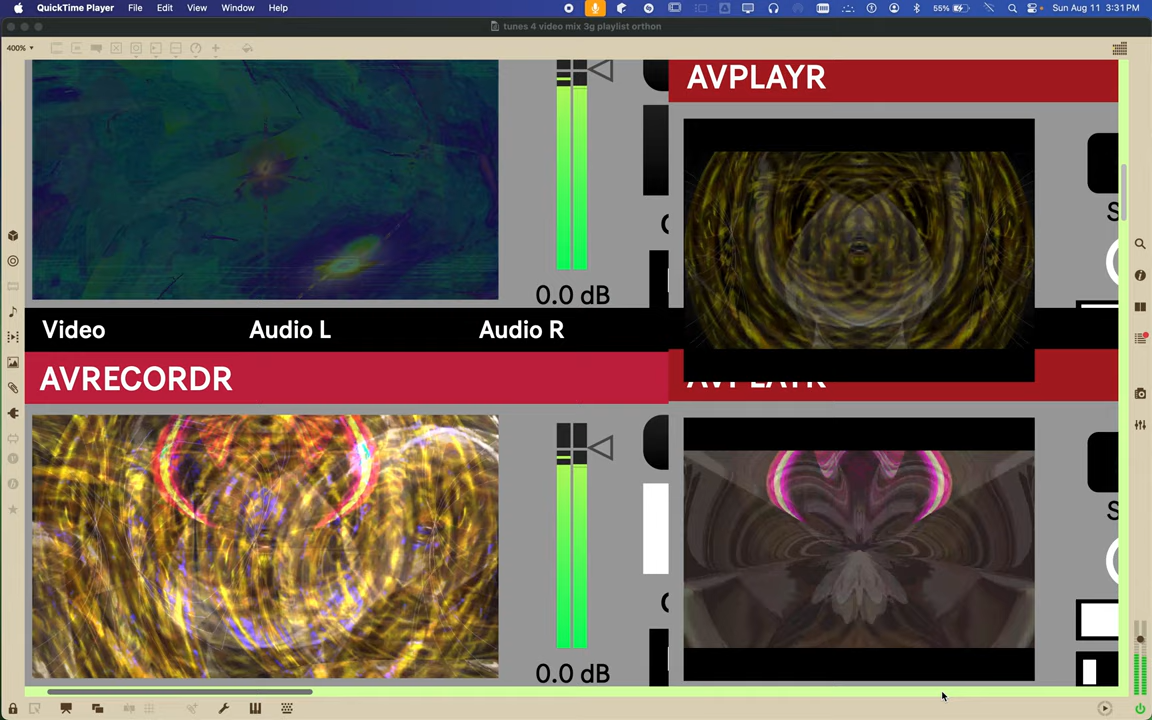 QuickTime Player File Edit View Window Help 55% Sun Aug 11 3:31 PM
tunes 4 video mix 3g playlist orthon
400%
AVPLAYR
0.0 dB
Video Audio L Audio R
AVRECORDR
AVPLAYR
0.0 dB